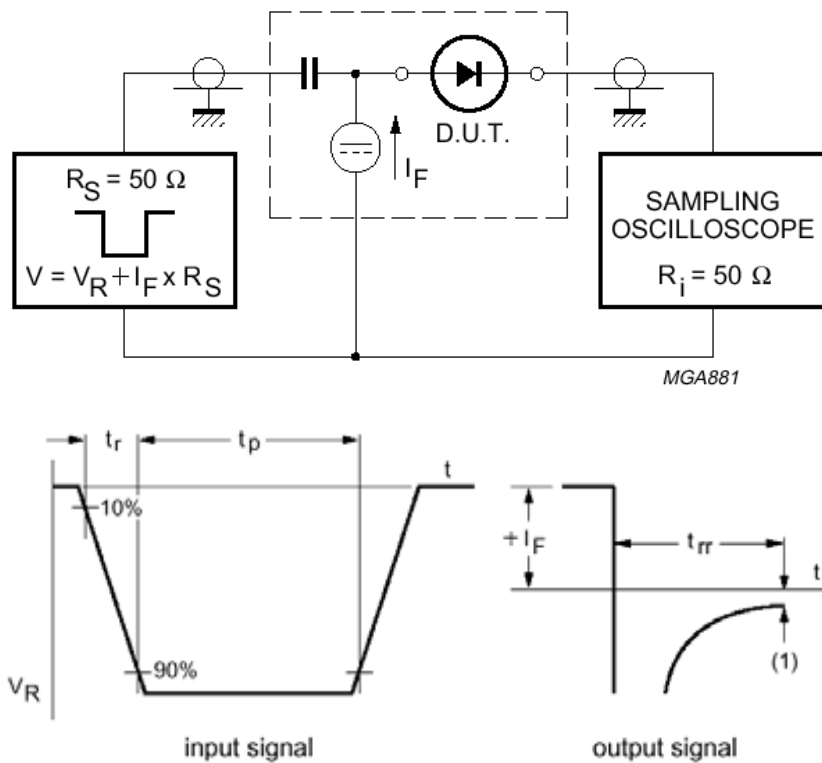 D.U.T.
I_F
R_S = 50 Ω
V = V_R + I_F x R_S
SAMPLING
OSCILLOSCOPE
R_i = 50 Ω
MGA881
t_r
t_p
t
10%
90%
V_R
input signal
+ I_F
t_rr
t
(1)
output signal